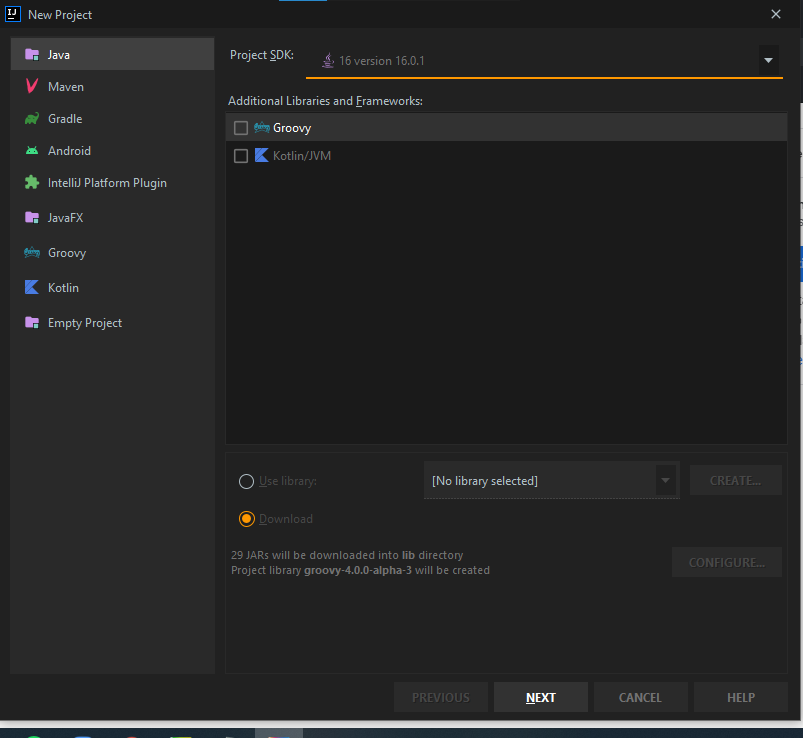 IJ
New Project
Java
Maven
Gradle
Android
IntelliJ Platform Plugin
JavaFX
Groovy
Kotlin
Empty Project
Project SDK:
16 version 16.0.1
Additional Libraries and Frameworks:
Groovy
Kotlin/JVM
Use library:
[No library selected]
CREATE...
Download
29 JARs will be downloaded into lib directory
Project library groovy-4.0.0-alpha-3 will be created
CONFIGURE...
PREVIOUS
NEXT
CANCEL
HELP